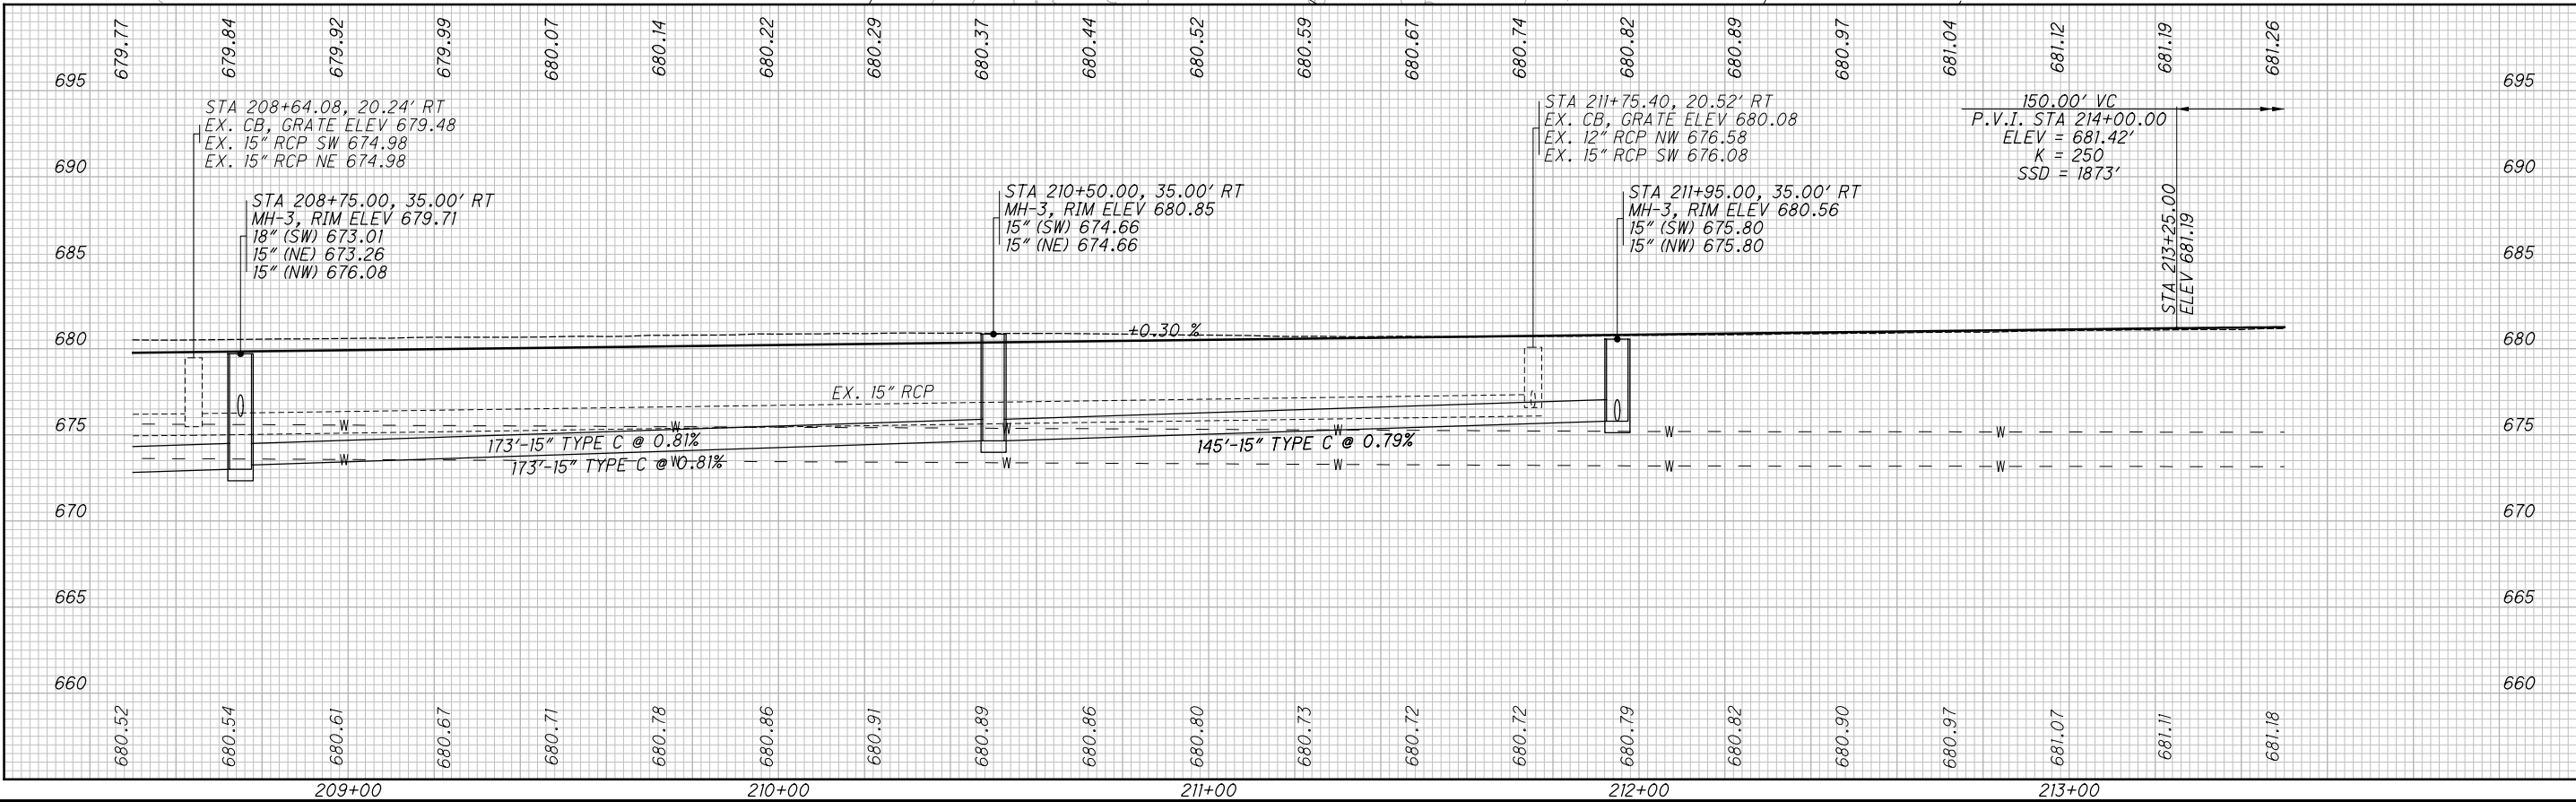 679.77 679.84 679.92 679.99 680.07 680.14 680.22 680.29 680.37 680.44 680.52 680.59 680.67 680.74 680.82 680.89 680.97 681.04 681.12 681.19 681.26
695 695
STA 208+64.08, 20.24' RT
EX. CB, GRATE ELEV 679.48
EX. 15" RCP SW 674.98
EX. 15" RCP NE 674.98
STA 211+75.40, 20.52' RT
EX. CB, GRATE ELEV 680.08
EX. 12" RCP NW 676.58
EX. 15" RCP SW 676.08
150.00' VC
P.V.I. STA 214+00.00
ELEV = 681.42'
K = 250
SSD = 1873'
690 690
STA 208+75.00, 35.00' RT
MH-3, RIM ELEV 679.71
18" (SW) 673.01
15" (NE) 673.26
15" (NW) 676.08
STA 210+50.00, 35.00' RT
MH-3, RIM ELEV 680.85
15" (SW) 674.66
15" (NE) 674.66
STA 211+95.00, 35.00' RT
MH-3, RIM ELEV 680.56
15" (SW) 675.80
15" (NW) 675.80
STA 213+25.00
ELEV 681.19
685 685
680 680
+0.30 %
EX. 15" RCP
675 675
W W W W W W
173'-15" TYPE C @ 0.81%
145'-15" TYPE C @ 0.79%
173'-15" TYPE C @ 0.81%
W W W W W W
670 670
665 665
660 660
680.52 680.54 680.61 680.67 680.71 680.78 680.86 680.91 680.89 680.86 680.80 680.73 680.72 680.72 680.79 680.82 680.90 680.97 681.07 681.11 681.18
209+00 210+00 211+00 212+00 213+00